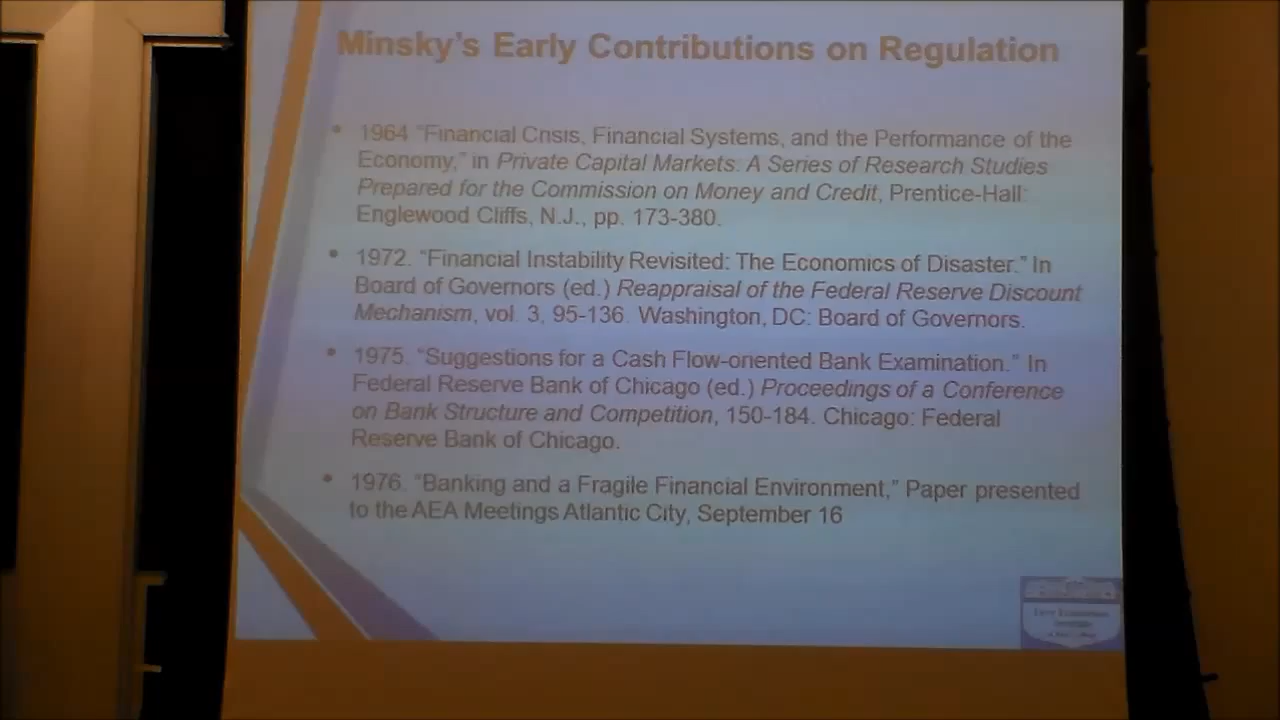 Minsky's Early Contributions on Regulation
• 1964 "Financial Crisis, Financial Systems, and the Performance of the
Economy," in Private Capital Markets: A Series of Research Studies
Prepared for the Commission on Money and Credit, Prentice-Hall:
Englewood Cliffs, N.J., pp. 173-380.
• 1972. "Financial Instability Revisited: The Economics of Disaster." In
Board of Governors (ed.) Reappraisal of the Federal Reserve Discount
Mechanism, vol. 3, 95-136. Washington, DC: Board of Governors.
• 1975. "Suggestions for a Cash Flow-oriented Bank Examination." In
Federal Reserve Bank of Chicago (ed.) Proceedings of a Conference
on Bank Structure and Competition, 150-184. Chicago: Federal
Reserve Bank of Chicago.
• 1976. "Banking and a Fragile Financial Environment," Paper presented
to the AEA Meetings Atlantic City, September 16
Levy Economics
Institute